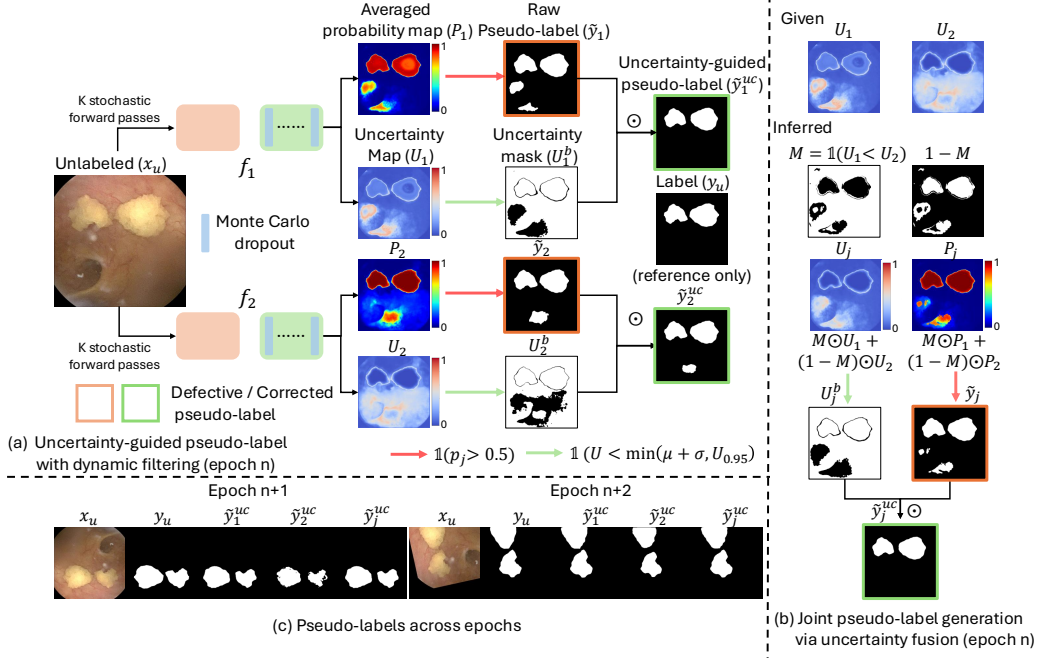 Averaged
probability map (P₁)
Raw
Pseudo-label (ỹ₁)
Uncertainty-guided
pseudo-label (ỹ₁ᵘᶜ)
K stochastic
forward passes
1
0
⊙
f₁
......
Uncertainty
Map (U₁)
Uncertainty
mask (U₁ᵇ)
Unlabeled (xᵤ)
1
0
Label (yᵤ)
(reference only)
Monte Carlo
dropout
P₂
ỹ₂
ỹ₂ᵘᶜ
f₂
......
1
0
⊙
K stochastic
forward passes
U₂
U₂ᵇ
1
0
Defective / Corrected
pseudo-label
(a) Uncertainty-guided pseudo-label
with dynamic filtering (epoch n)
𝟙(pⱼ> 0.5)
𝟙 (U < min(μ + σ, U₀.₉₅)
Epoch n+1
Epoch n+2
xᵤ yᵤ ỹ₁ᵘᶜ ỹ₂ᵘᶜ ỹⱼᵘᶜ xᵤ yᵤ ỹ₁ᵘᶜ ỹ₂ᵘᶜ ỹⱼᵘᶜ
(c) Pseudo-labels across epochs
Given
U₁ U₂
Inferred
M = 𝟙(U₁< U₂) 1 − M
Uⱼ Pⱼ
1
0
1
0
M⊙U₁ +
(1 − M)⊙U₂
M⊙P₁ +
(1 − M)⊙P₂
Uⱼᵇ ỹⱼ
ỹⱼᵘᶜ ⊙
(b) Joint pseudo-label generation
via uncertainty fusion (epoch n)